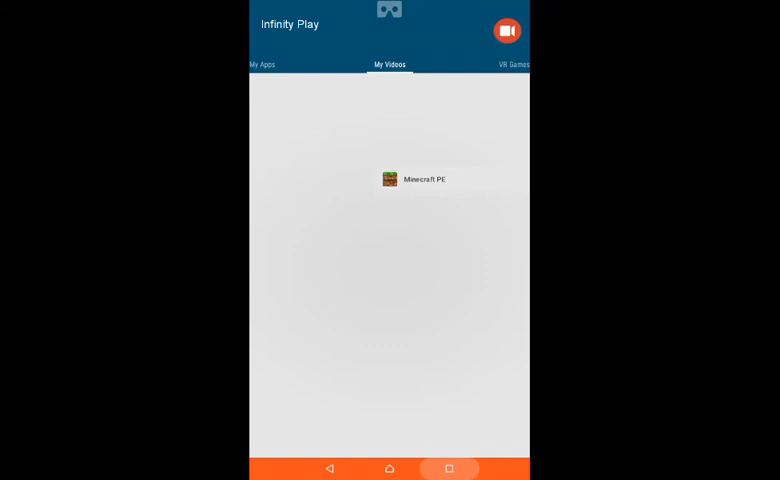 Infinity Play
My Apps
My Videos
VR Games
Minecraft PE